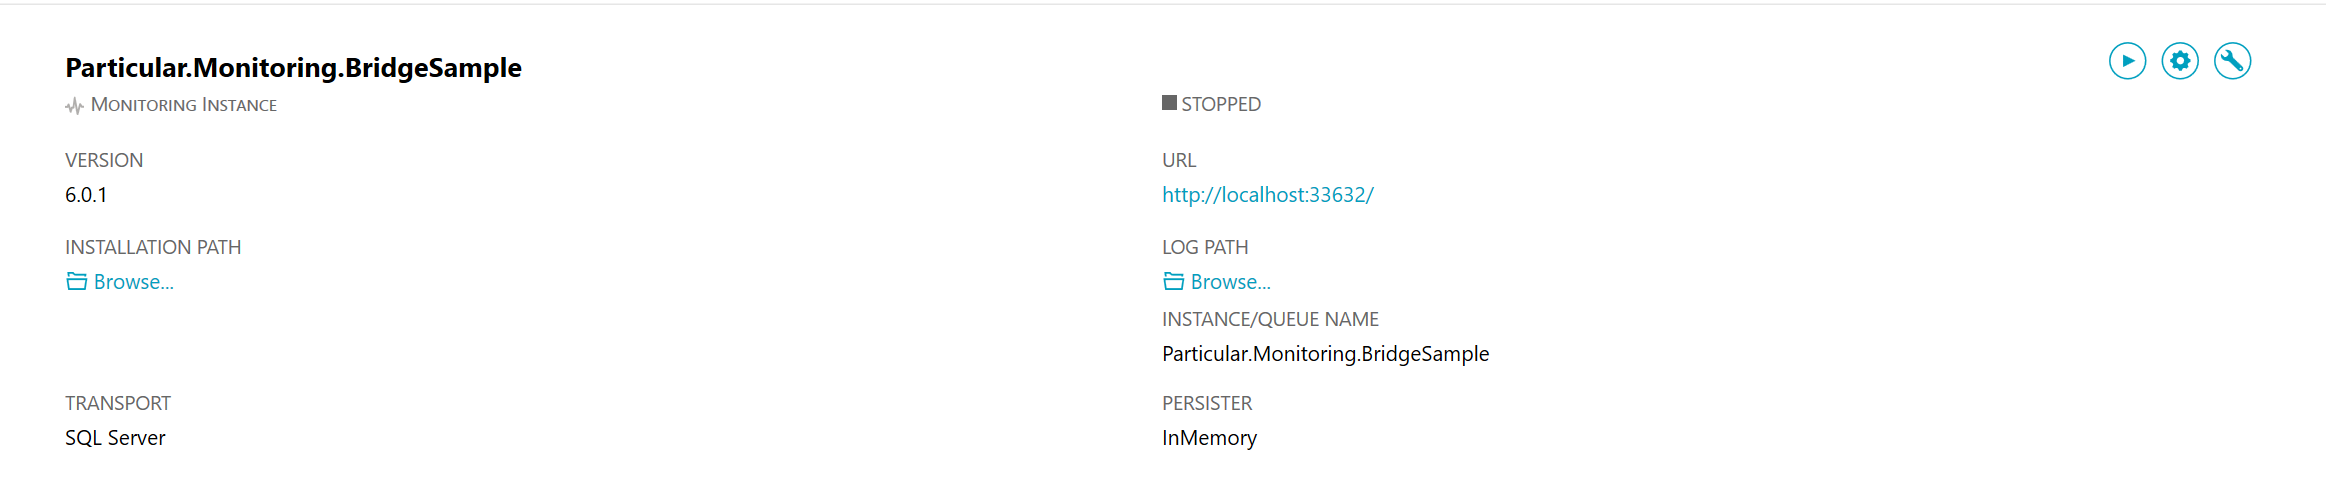 Particular.Monitoring.BridgeSample
Monitoring Instance
STOPPED
VERSION
6.0.1
URL
http://localhost:33632/
INSTALLATION PATH
Browse...
LOG PATH
Browse...
INSTANCE/QUEUE NAME
Particular.Monitoring.BridgeSample
TRANSPORT
SQL Server
PERSISTER
InMemory